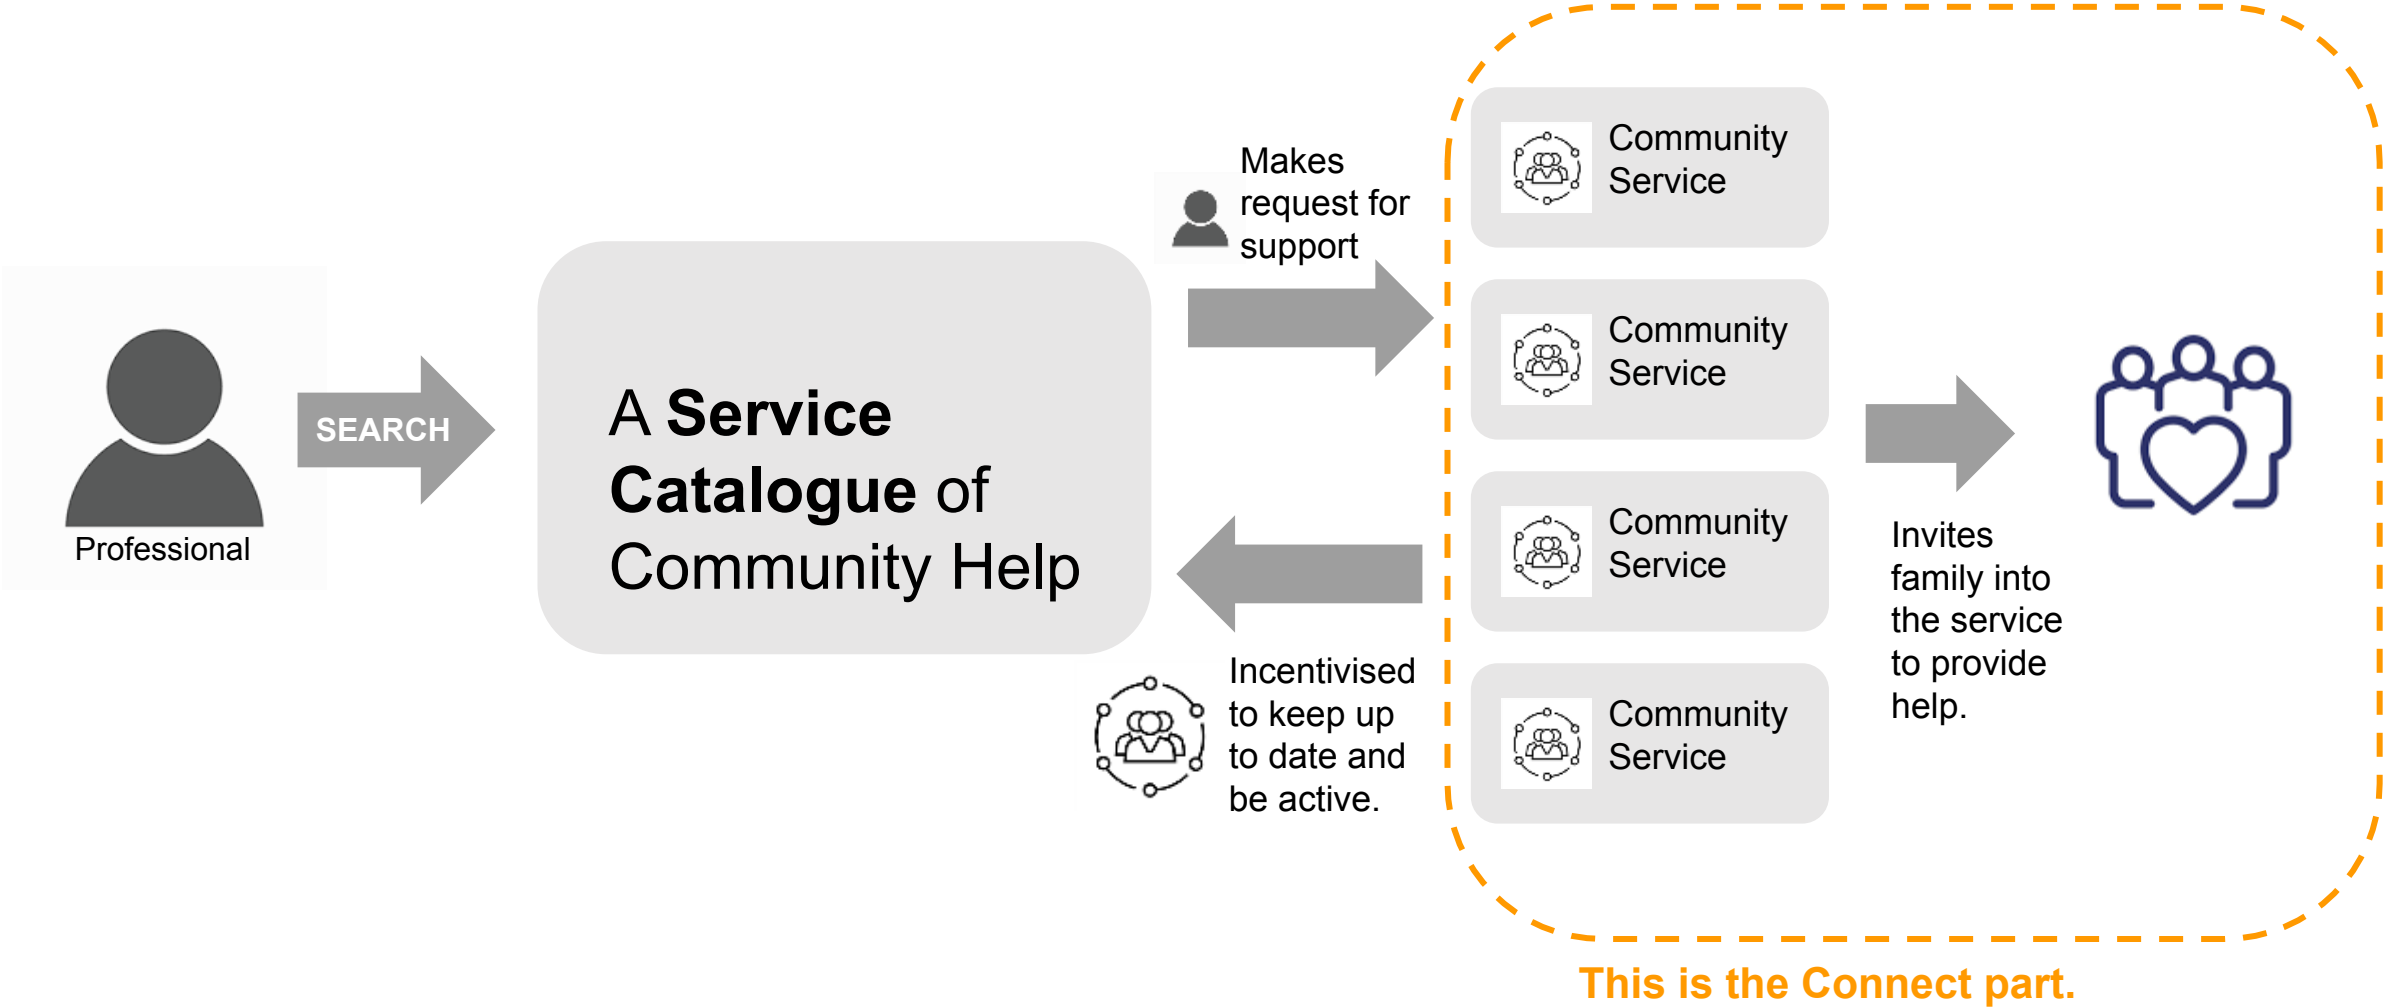 Professional
SEARCH
A Service
Catalogue of
Community Help
Makes
request for
support
Incentivised
to keep up
to date and
be active.
Community
Service
Community
Service
Community
Service
Community
Service
Invites
family into
the service
to provide
help.
This is the Connect part.